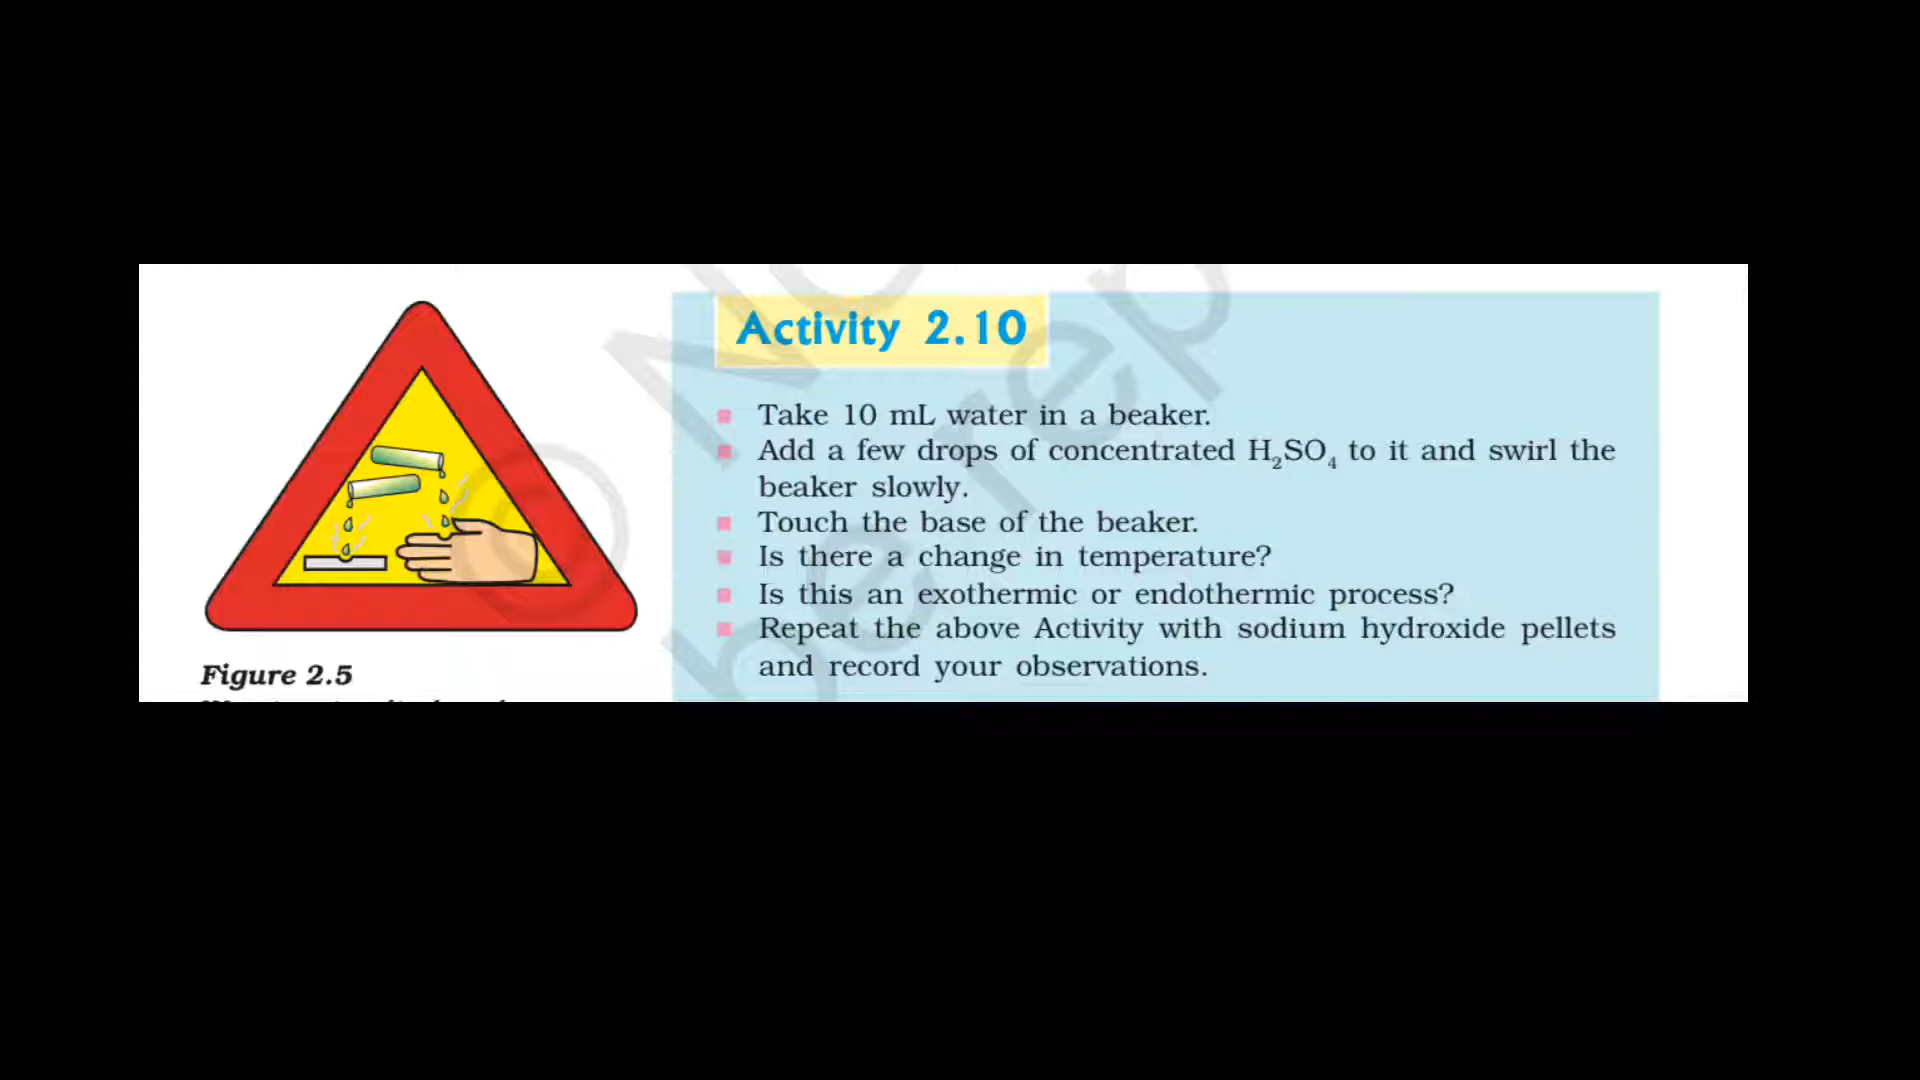 Activity 2.10
Take 10 mL water in a beaker.
Add a few drops of concentrated H₂SO₄ to it and swirl the
beaker slowly.
Touch the base of the beaker.
Is there a change in temperature?
Is this an exothermic or endothermic process?
Repeat the above Activity with sodium hydroxide pellets
and record your observations.
Figure 2.5
©
be rep